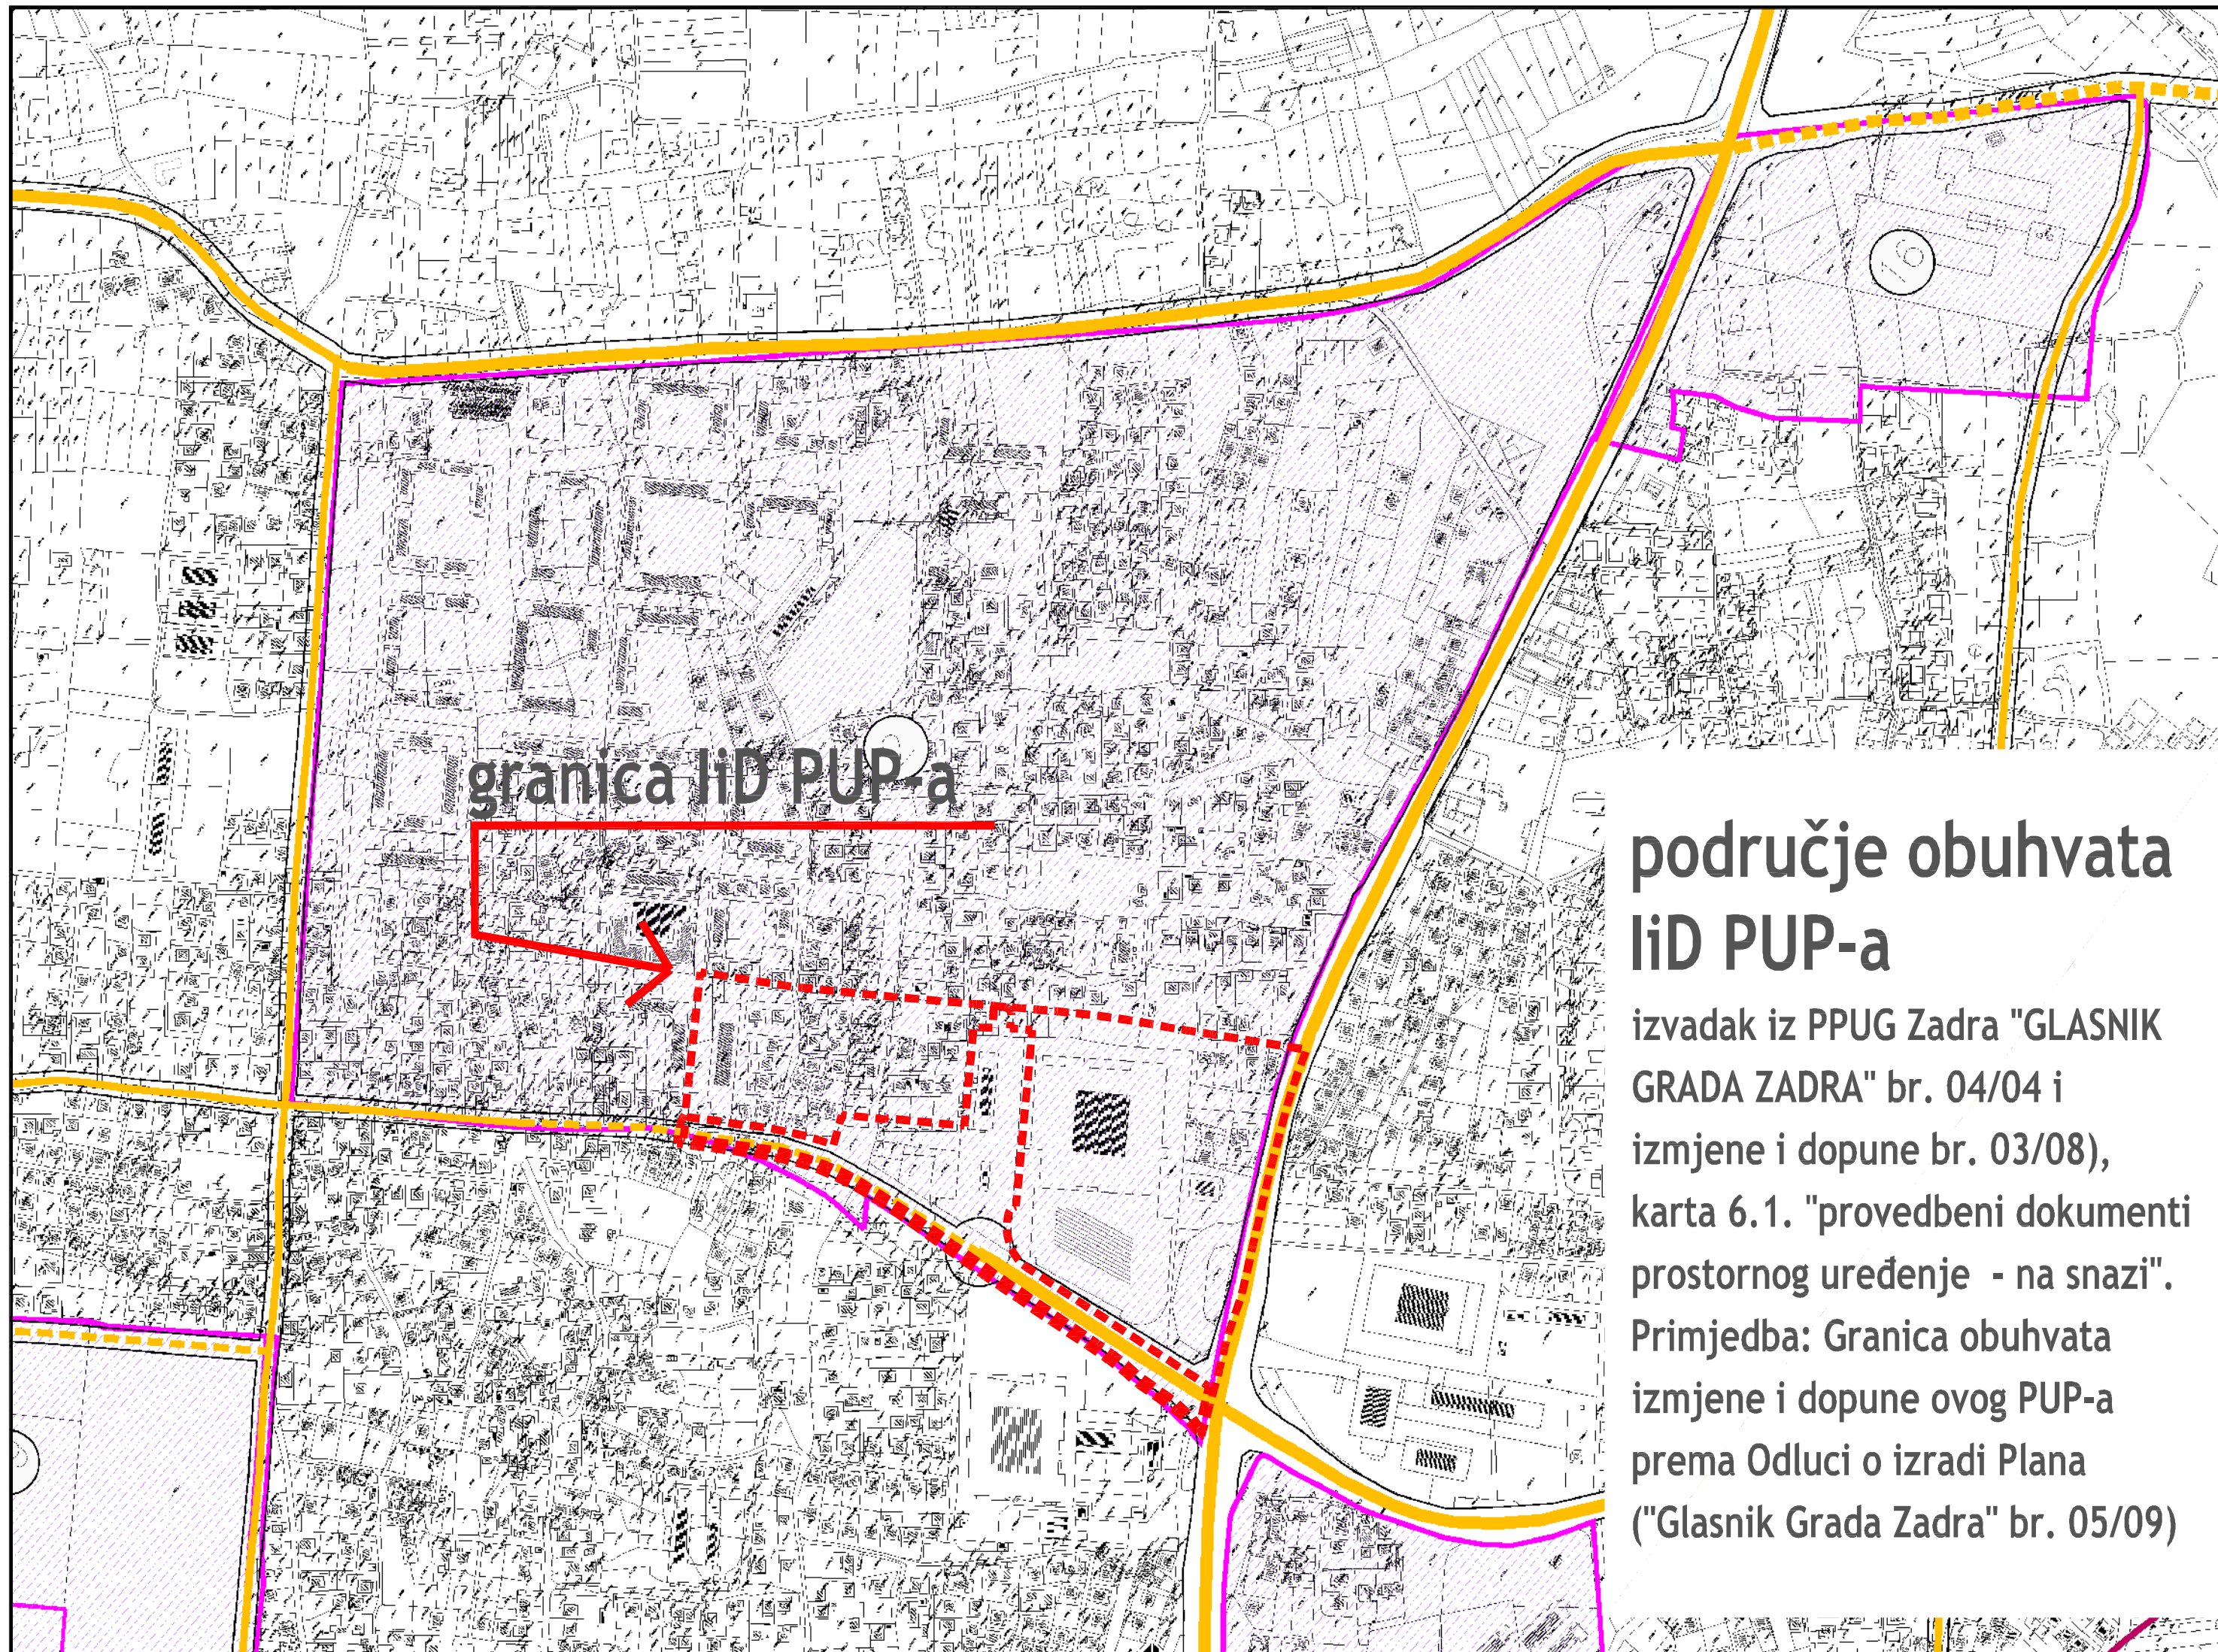 granica IiD PUP-a
područje obuhvata
IiD PUP-a
izvadak iz PPUG Zadra "GLASNIK
GRADA ZADRA" br. 04/04 i
izmjene i dopune br. 03/08),
karta 6.1. "provedbeni dokumenti
prostornog uređenje - na snazi".
Primjedba: Granica obuhvata
izmjene i dopune ovog PUP-a
prema Odluci o izradi Plana
("Glasnik Grada Zadra" br. 05/09)